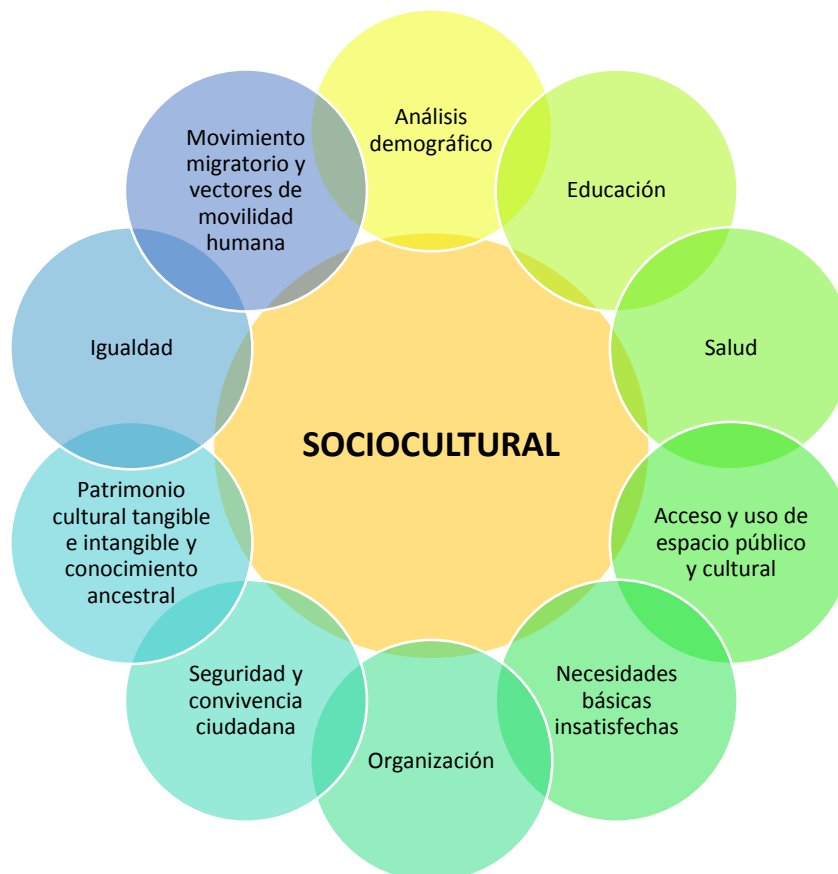 Análisis
demográfico
Educación
Salud
Acceso y uso de
espacio público
y cultural
Necesidades
básicas
insatisfechas
Organización
Seguridad y
convivencia
ciudadana
Patrimonio
cultural tangible
e intangible y
conocimiento
ancestral
Igualdad
Movimiento
migratorio y
vectores de
movilidad
humana
SOCIOCULTURAL